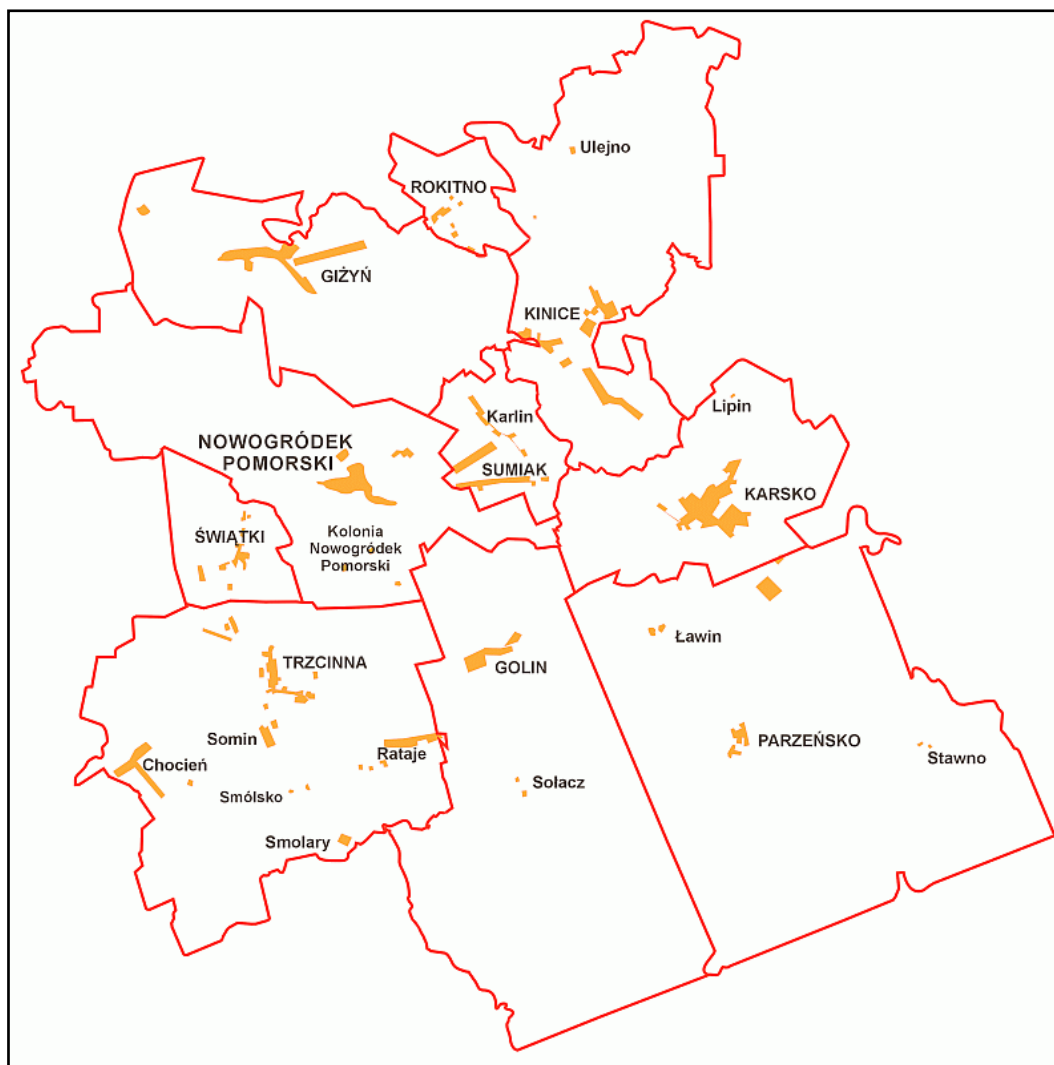 Ulejno
ROKITNO
GIŻYŃ
KINICE
Lipin
Karlin
NOWOGRÓDEK
POMORSKI
SUMIAK
KARSKO
ŚWIĄTKI
Kolonia
Nowogródek
Pomorski
Ławin
TRZCINNA
GOLIN
Somin
PARZEŃSKO
Rataje
Stawno
Chocień
Sołacz
Smólsko
Smolary